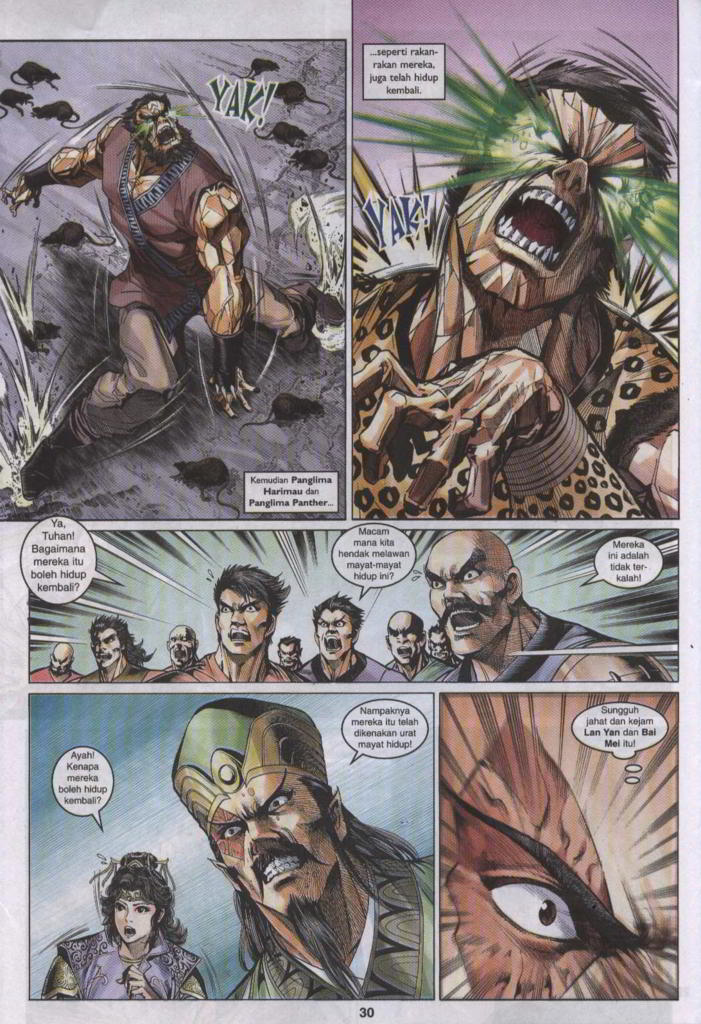 YAK!
Kemudian Panglima
Harimau dan
Panglima Panther...
...seperti rakan-
rakan mereka,
juga telah hidup
kembali.
YAK!
Ya,
Tuhan!
Bagaimana
mereka itu
boleh hidup
kembali?
Macam
mana kita
hendak melawan
mayat-mayat
hidup ini?
Mereka
ini adalah
tidak ter-
kalah!
Ayah!
Kenapa
mereka
boleh hidup
kembali?
Nampaknya
mereka itu telah
dikenakan urat
mayat hidup!
Sungguh
jahat dan kejam
Lan Yan dan Bai
Mei itu!
30